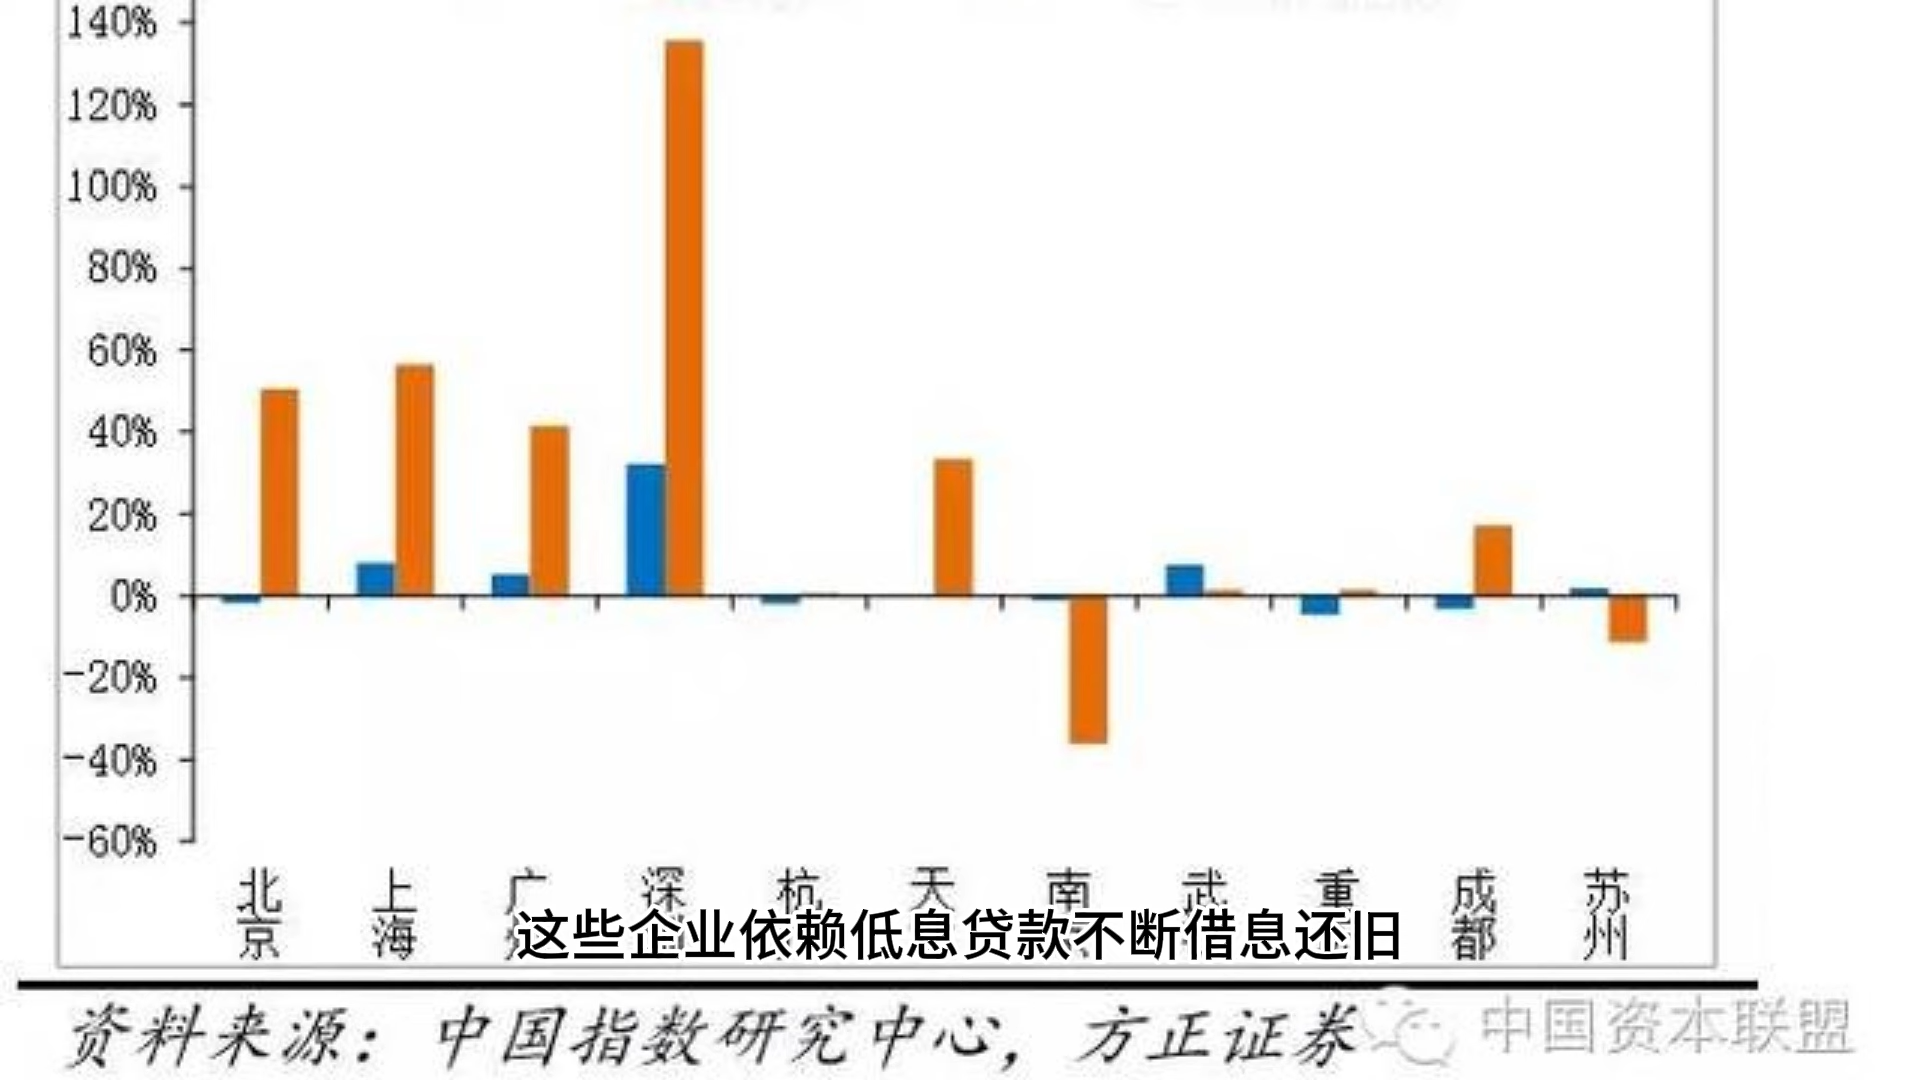 140%
120%
100%
80%
60%
40%
20%
0%
-20%
-40%
-60%
北京
上海
广
深
杭
天
南
武
重
成都
苏州
这些企业依赖低息贷款不断借息还旧
资料来源：中国指数研究中心，方正证券
中国资本联盟